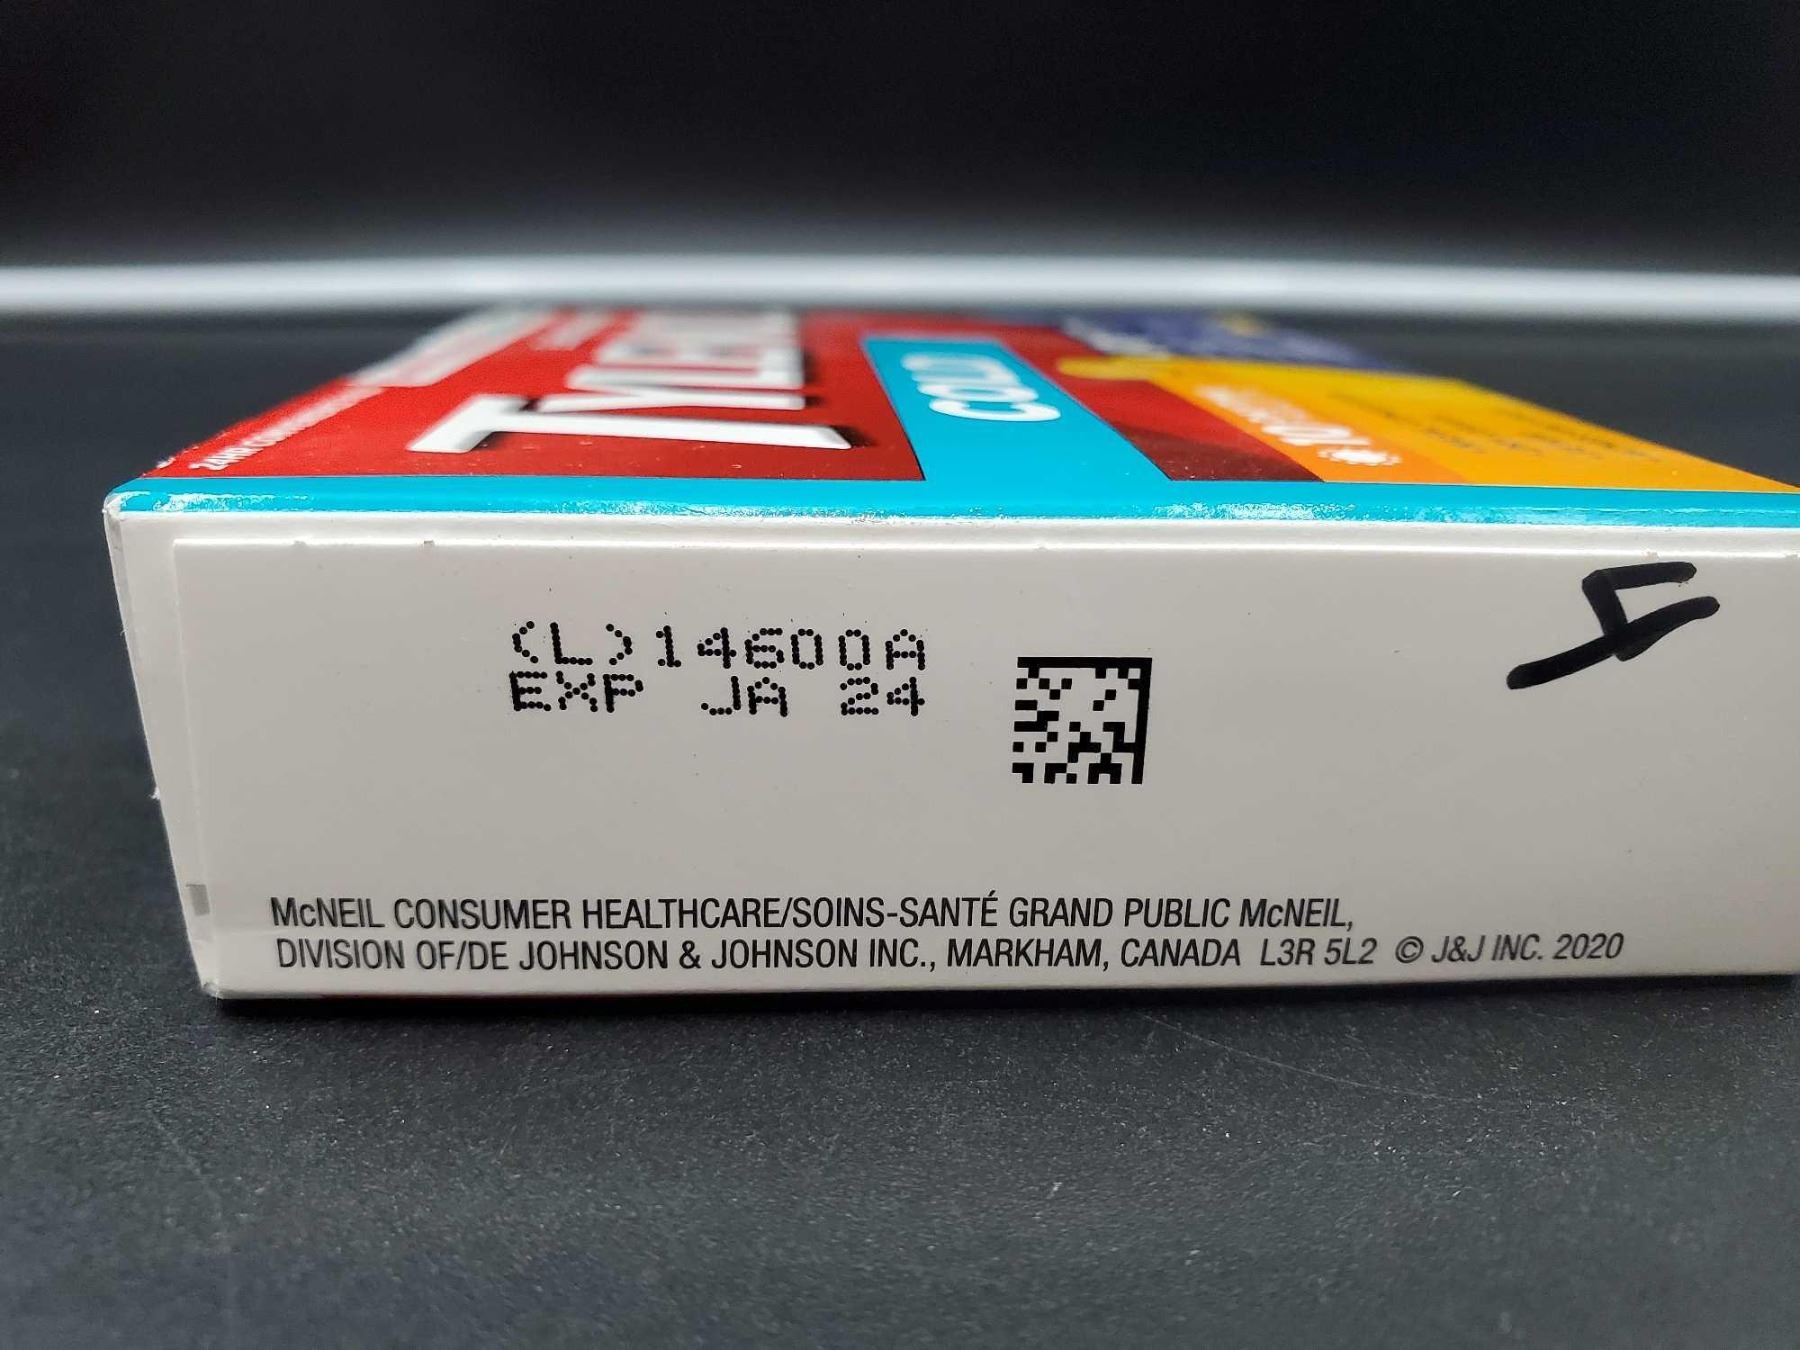 TYLENOL
COLD
(L)14600A
EXP JA 24
McNEIL CONSUMER HEALTHCARE/SOINS-SANTÉ GRAND PUBLIC McNEIL,
DIVISION OF/DE JOHNSON & JOHNSON INC., MARKHAM, CANADA L3R 5L2 © J&J INC. 2020